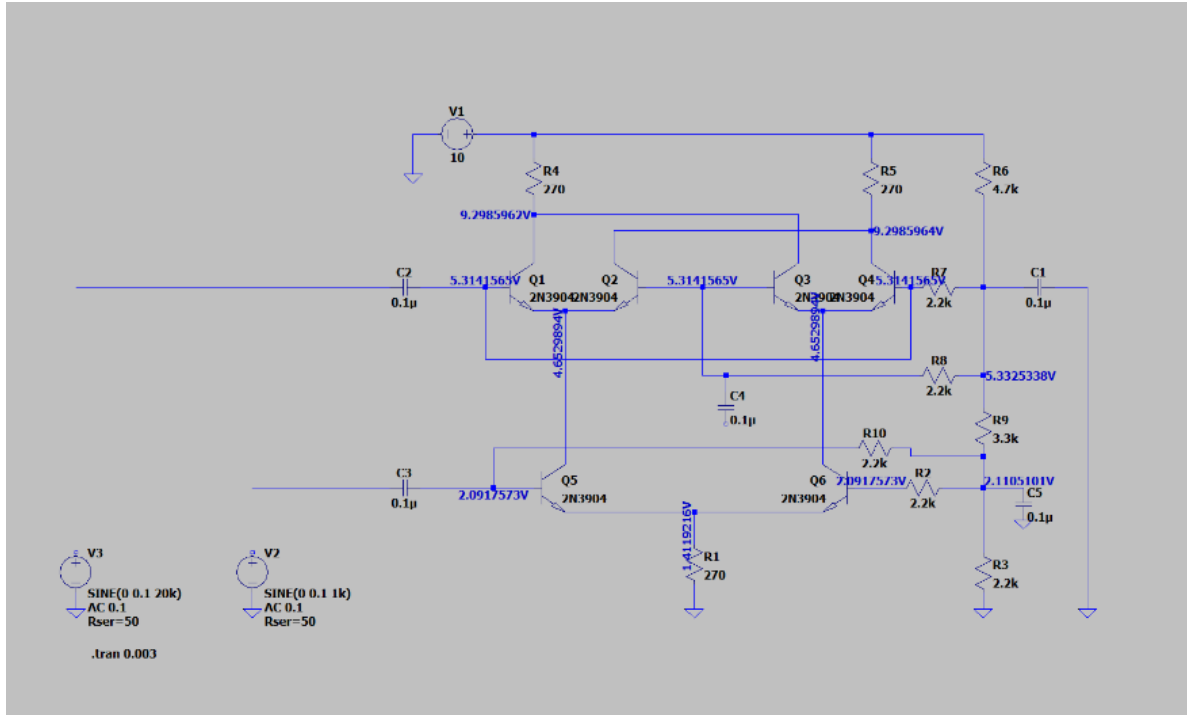 V1
10
R4
270
R5
270
R6
4.7k
9.2985962V
9.2985964V
C2
0.1µ
5.3141565V
Q1
2N3904
Q2
2N3904
5.3141565V
Q3
2N3904
Q4
2N3904
5.3141565V
R7
2.2k
C1
0.1µ
4.6529894V
4.6529894V
R8
2.2k
5.3325338V
C4
0.1µ
R9
3.3k
R10
2.2k
C3
0.1µ
2.0917573V
Q5
2N3904
Q6
2N3904
2.0917573V
R2
2.2k
2.1105101V
C5
0.1µ
1.4119216V
R1
270
R3
2.2k
V3
SINE(0 0.1 20k)
AC 0.1
Rser=50
V2
SINE(0 0.1 1k)
AC 0.1
Rser=50
.tran 0.003